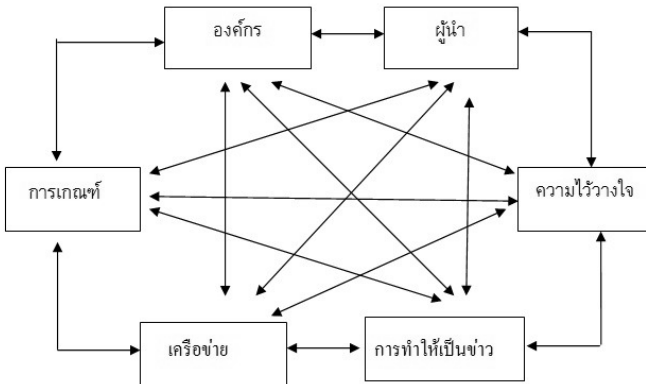 องค์กร
ผู้นำ
การเกณฑ์
ความไว้วางใจ
เครือข่าย
การทำให้เป็นข่าว